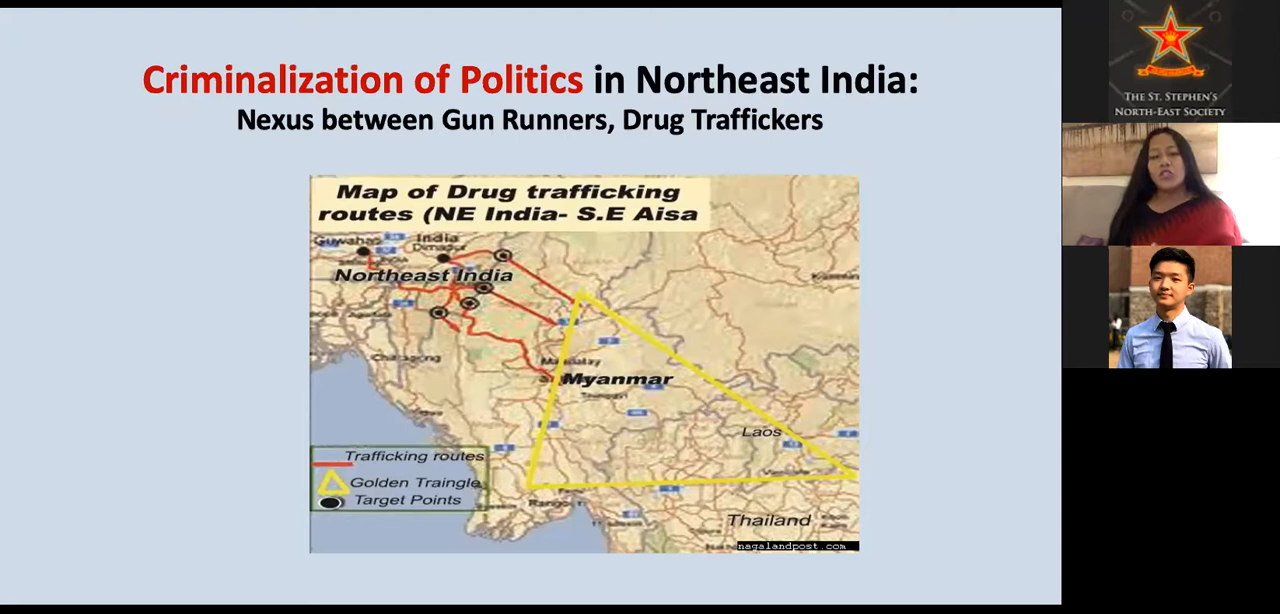 Criminalization of Politics in Northeast India:
Nexus between Gun Runners, Drug Traffickers
Map of Drug trafficking
routes (NE India- S.E Aisa
India
Northeast India
Myanmar
Laos
Thailand
Trafficking routes
Golden Traingle
Target Points
nagalandpost.com
THE ST. STEPHEN'S
NORTH-EAST SOCIETY